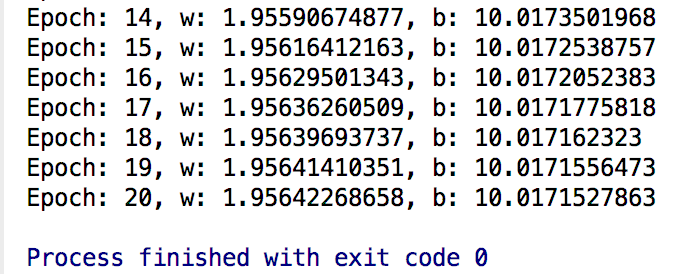 Epoch: 14, w: 1.95590674877, b: 10.0173501968
Epoch: 15, w: 1.95616412163, b: 10.0172538757
Epoch: 16, w: 1.95629501343, b: 10.0172052383
Epoch: 17, w: 1.95636260509, b: 10.0171775818
Epoch: 18, w: 1.95639693737, b: 10.017162323
Epoch: 19, w: 1.95641410351, b: 10.0171556473
Epoch: 20, w: 1.95642268658, b: 10.0171527863
Process finished with exit code 0